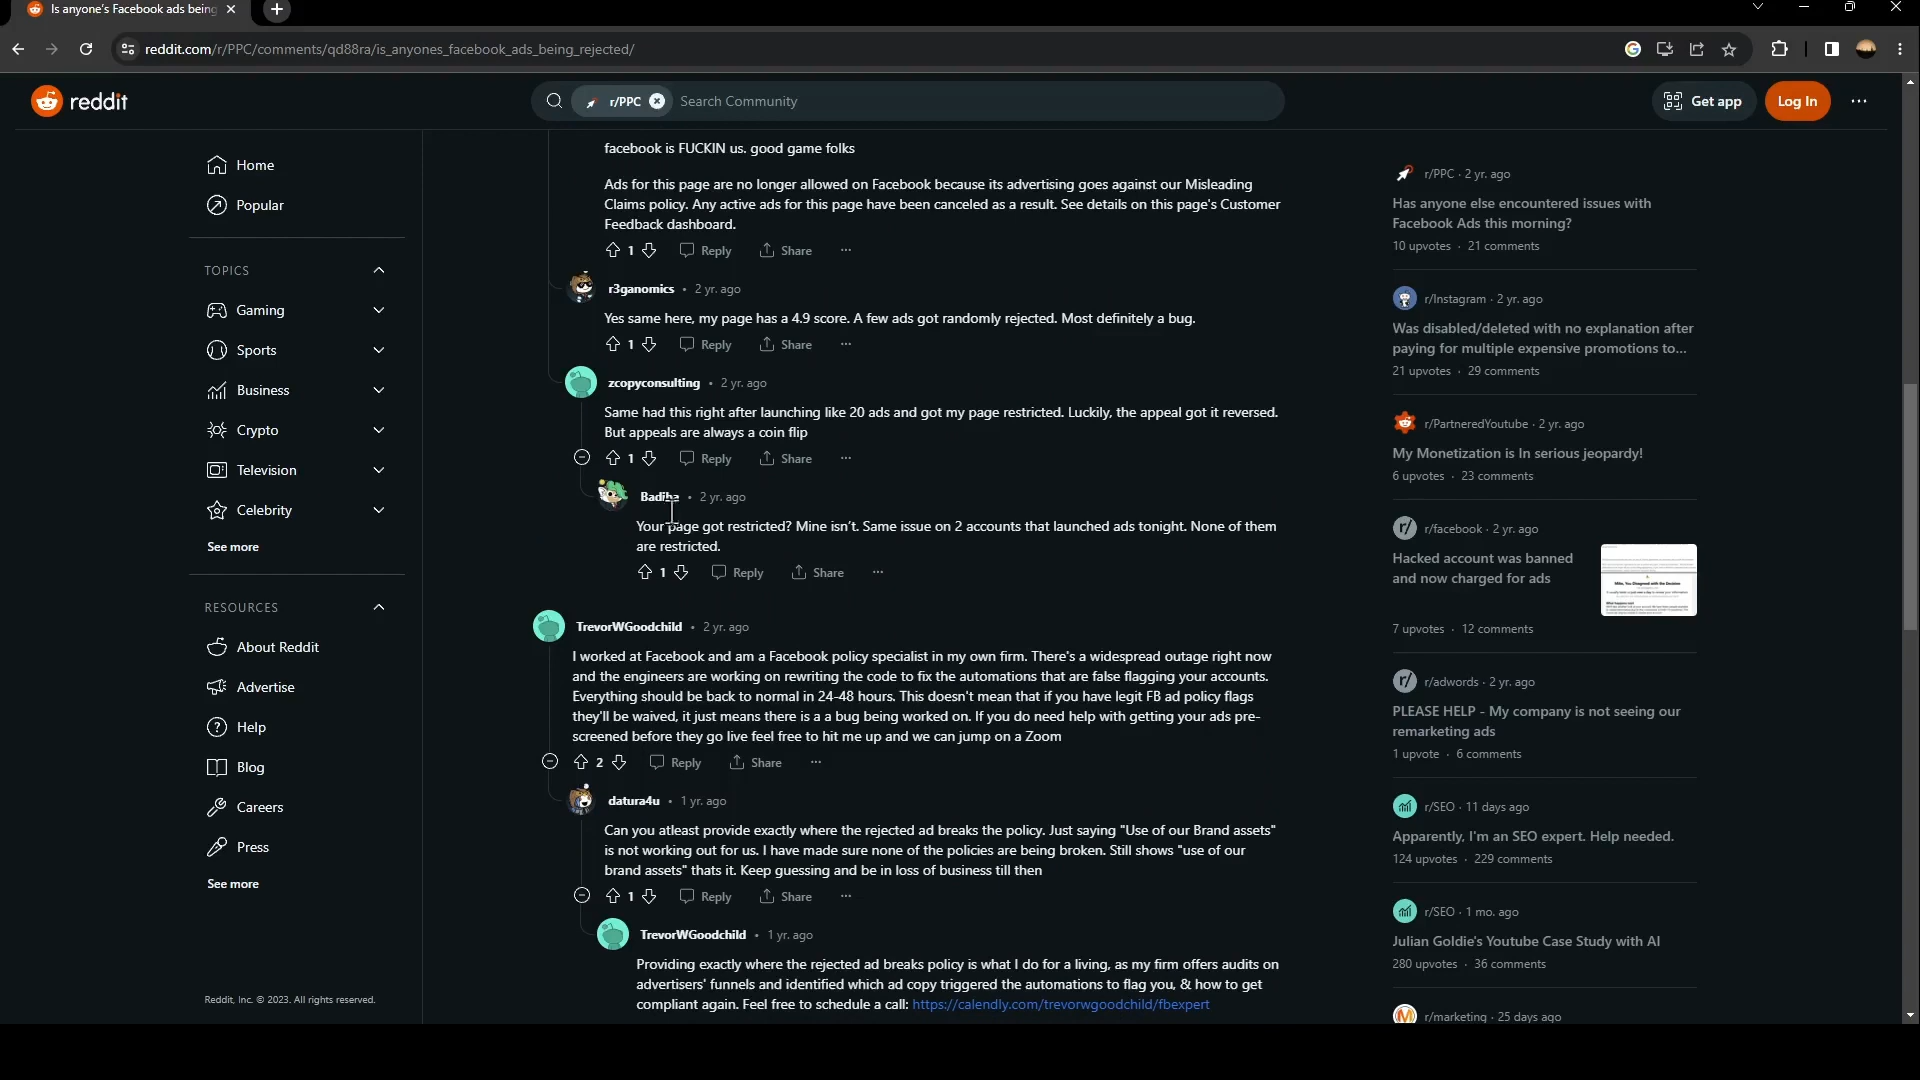 Is anyone's Facebook ads being
reddit.com/r/PPC/comments/qd88ra/is_anyones_facebook_ads_being_rejected/
reddit
r/PPC
Search Community
Get app
Log In
Home
Popular
TOPICS
Gaming
Sports
Business
Crypto
Television
Celebrity
See more
RESOURCES
About Reddit
Advertise
Help
Blog
Careers
Press
See more
Reddit, Inc. © 2023. All rights reserved.
facebook is FUCKIN us. good game folks
Ads for this page are no longer allowed on Facebook because its advertising goes against our Misleading
Claims policy. Any active ads for this page have been canceled as a result. See details on this page's Customer
Feedback dashboard.
1 Reply Share
r3ganomics • 2 yr. ago
Yes same here, my page has a 4.9 score. A few ads got randomly rejected. Most definitely a bug.
1 Reply Share
zcopyconsulting • 2 yr. ago
Same had this right after launching like 20 ads and got my page restricted. Luckily, the appeal got it reversed.
But appeals are always a coin flip
1 Reply Share
• 2 yr. ago
Your page got restricted? Mine isn't. Same issue on 2 accounts that launched ads tonight. None of them
are restricted.
1 Reply Share
TrevorWGoodchild • 2 yr. ago
I worked at Facebook and am a Facebook policy specialist in my own firm. There's a widespread outage right now
and the engineers are working on rewriting the code to fix the automations that are false flagging your accounts.
Everything should be back to normal in 24-48 hours. This doesn't mean that if you have legit FB ad policy flags
they'll be waived, it just means there is a a bug being worked on. If you do need help with getting your ads pre-
screened before they go live feel free to hit me up and we can jump on a Zoom
2 Reply Share
datura4u • 1 yr. ago
Can you atleast provide exactly where the rejected ad breaks the policy. Just saying "Use of our Brand assets"
is not working out for us. I have made sure none of the policies are being broken. Still shows "use of our
brand assets" thats it. Keep guessing and be in loss of business till then
1 Reply Share
TrevorWGoodchild • 1 yr. ago
Providing exactly where the rejected ad breaks policy is what I do for a living, as my firm offers audits on
advertisers' funnels and identified which ad copy triggered the automations to flag you, & how to get
compliant again. Feel free to schedule a call: https://calendly.com/trevorwgoodchild/fbexpert
r/PPC · 2 yr. ago
Has anyone else encountered issues with
Facebook Ads this morning?
10 upvotes · 21 comments
r/Instagram · 2 yr. ago
Was disabled/deleted with no explanation after
paying for multiple expensive promotions to...
21 upvotes · 29 comments
r/PartneredYoutube · 2 yr. ago
My Monetization is In serious jeopardy!
6 upvotes · 23 comments
r/ r/facebook · 2 yr. ago
Hacked account was banned
and now charged for ads
7 upvotes · 12 comments
r/ r/adwords · 2 yr. ago
PLEASE HELP - My company is not seeing our
remarketing ads
1 upvote · 6 comments
r/SEO · 11 days ago
Apparently, I'm an SEO expert. Help needed.
124 upvotes · 229 comments
r/SEO · 1 mo. ago
Julian Goldie's Youtube Case Study with AI
280 upvotes · 36 comments
r/marketing · 25 days ago